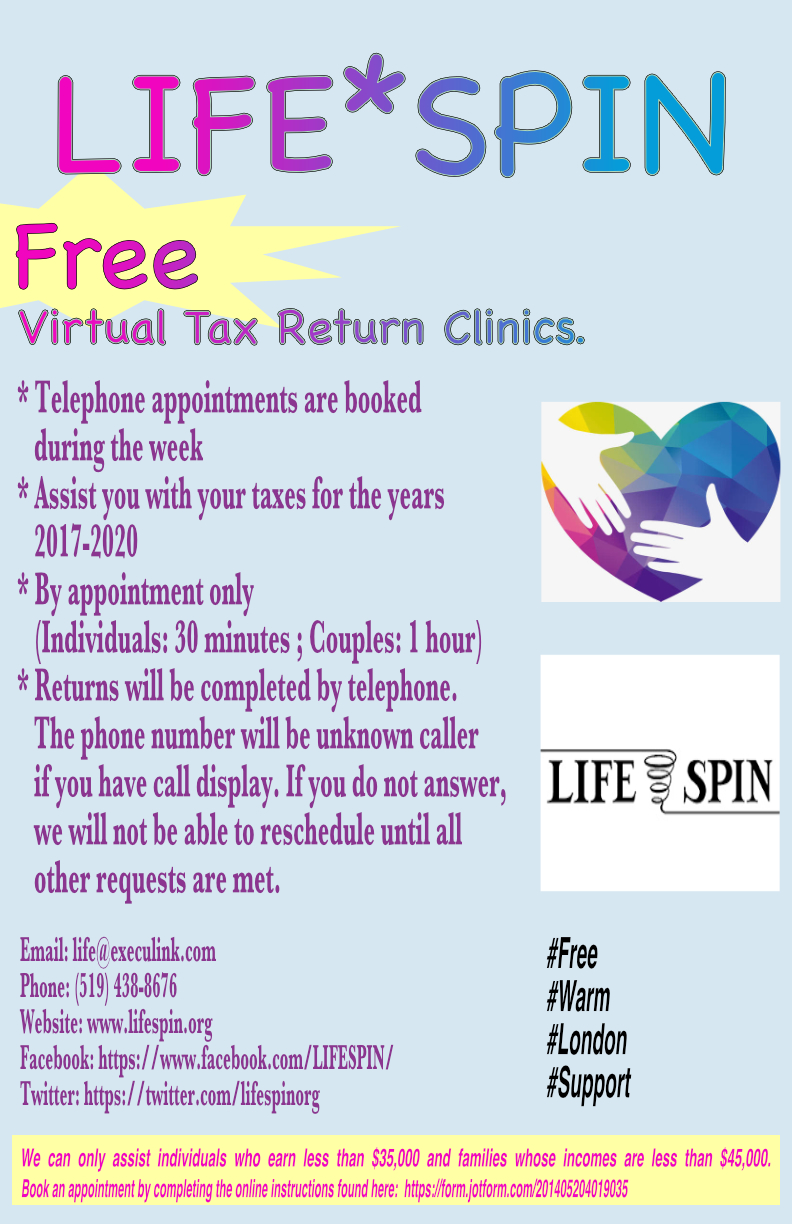 LIFE*SPIN
Free
Virtual Tax Return Clinics.
* Telephone appointments are booked
during the week
* Assist you with your taxes for the years
2017-2020
* By appointment only
(Individuals: 30 minutes ; Couples: 1 hour)
* Returns will be completed by telephone.
The phone number will be unknown caller
if you have call display. If you do not answer,
we will not be able to reschedule until all
other requests are met.
LIFE SPIN
Email: life@execulink.com
Phone: (519) 438-8676
Website: www.lifespin.org
Facebook: https://www.facebook.com/LIFESPIN/
Twitter: https://twitter.com/lifespinorg
#Free
#Warm
#London
#Support
We can only assist individuals who earn less than $35,000 and families whose incomes are less than $45,000.
Book an appointment by completing the online instructions found here: https://form.jotform.com/201405204019035